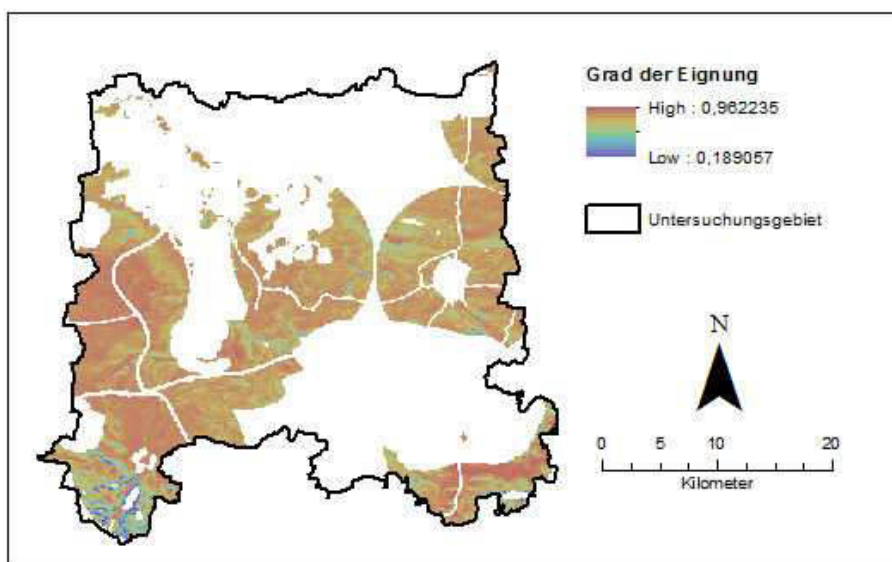 Grad der Eignung
High : 0,962235
Low : 0,189057
Untersuchungsgebiet
N
0 5 10 20
Kilometer